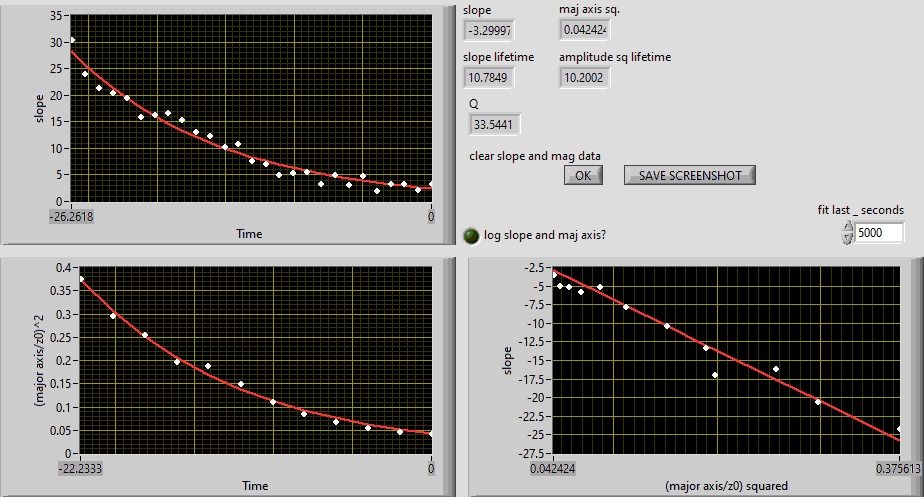 slope
maj axis sq.
-3.29997
0.042424
slope lifetime
amplitude sq lifetime
10.7849
10.2002
Q
33.5441
clear slope and mag data
OK
SAVE SCREENSHOT
fit last _ seconds
5000
log slope and maj axis?
35
30
25
20
15
10
5
0
slope
-26.2618
0
Time
0.4
0.35
0.3
0.25
0.2
0.15
0.1
0.05
0
(major axis/z0)^2
-22.2333
0
Time
-2.5
-5
-7.5
-10
-12.5
-15
-17.5
-20
-22.5
-25
-27.5
slope
0.042424
0.375613
(major axis/z0) squared